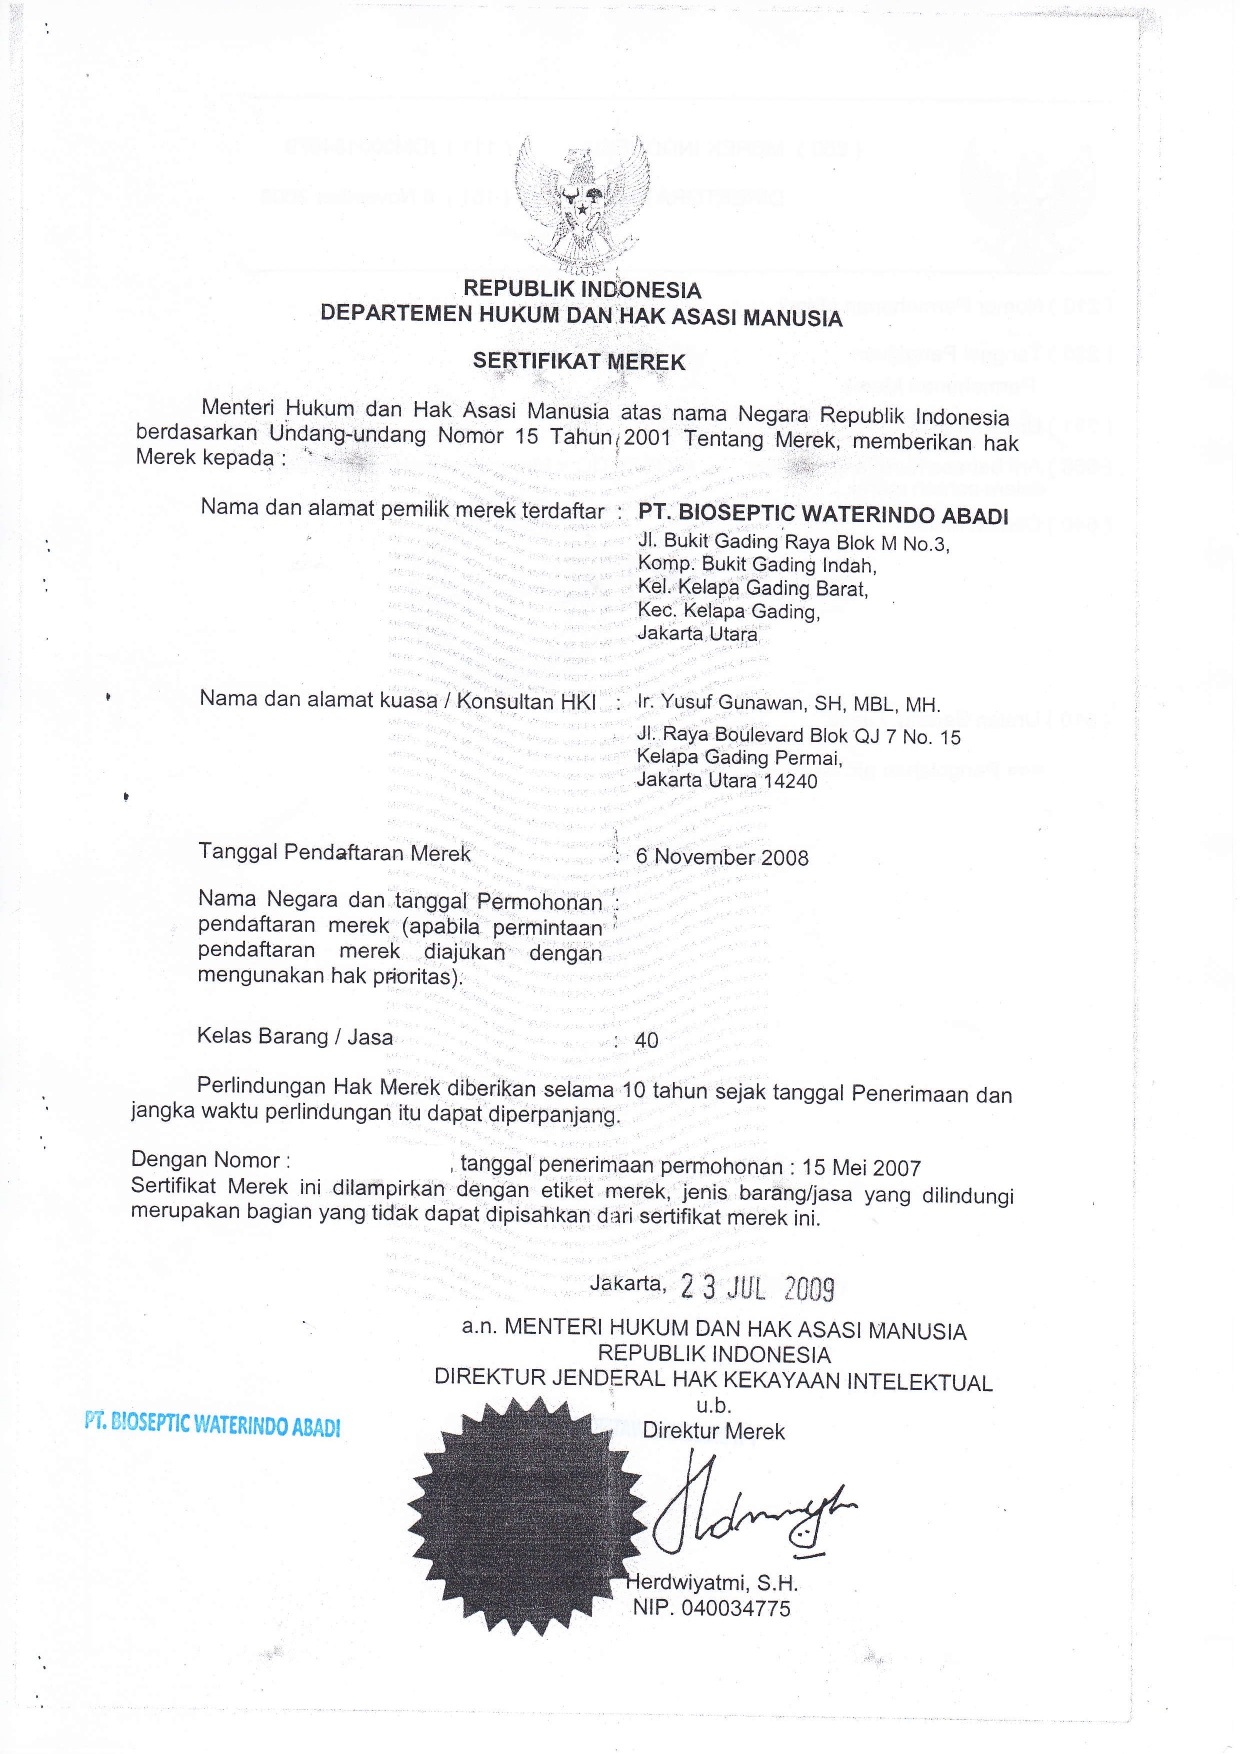 REPUBLIK INDONESIA
DEPARTEMEN HUKUM DAN HAK ASASI MANUSIA
SERTIFIKAT MEREK
Menteri Hukum dan Hak Asasi Manusia atas nama Negara Republik Indonesia
berdasarkan Undang-undang Nomor 15 Tahun 2001 Tentang Merek, memberikan hak
Merek kepada :
Nama dan alamat pemilik merek terdaftar : PT. BIOSEPTIC WATERINDO ABADI
Jl. Bukit Gading Raya Blok M No.3,
Komp. Bukit Gading Indah,
Kel. Kelapa Gading Barat,
Kec. Kelapa Gading,
Jakarta Utara
Nama dan alamat kuasa / Konsultan HKI : Ir. Yusuf Gunawan, SH, MBL, MH.
Jl. Raya Boulevard Blok QJ 7 No. 15
Kelapa Gading Permai,
Jakarta Utara 14240
Tanggal Pendaftaran Merek : 6 November 2008
Nama Negara dan tanggal Permohonan :
pendaftaran merek (apabila permintaan
pendaftaran merek diajukan dengan
mengunakan hak prioritas).
Kelas Barang / Jasa : 40
Perlindungan Hak Merek diberikan selama 10 tahun sejak tanggal Penerimaan dan
jangka waktu perlindungan itu dapat diperpanjang.
Dengan Nomor : , tanggal penerimaan permohonan : 15 Mei 2007
Sertifikat Merek ini dilampirkan dengan etiket merek, jenis barang/jasa yang dilindungi
merupakan bagian yang tidak dapat dipisahkan dari sertifikat merek ini.
Jakarta, 23 JUL 2009
a.n. MENTERI HUKUM DAN HAK ASASI MANUSIA
REPUBLIK INDONESIA
DIREKTUR JENDERAL HAK KEKAYAAN INTELEKTUAL
u.b.
Direktur Merek
PT. BIOSEPTIC WATERINDO ABADI
Herdwiyatmi, S.H.
NIP. 040034775